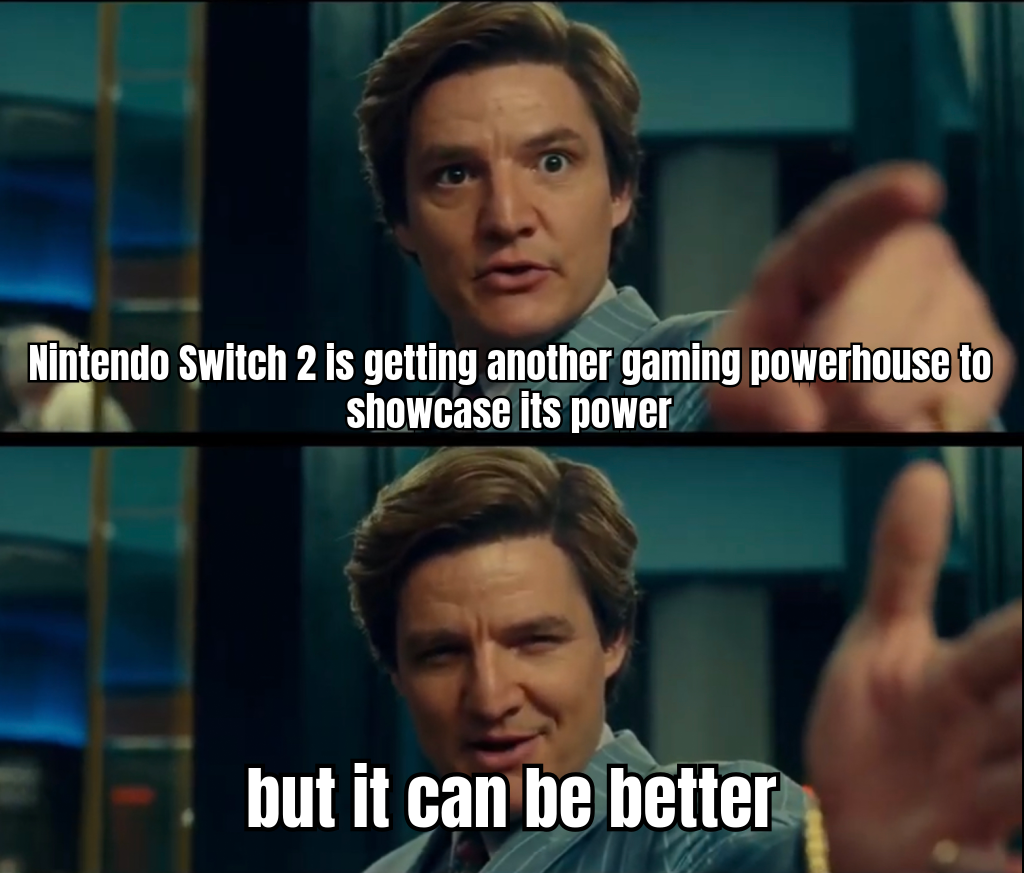 Nintendo Switch 2 is getting another gaming powerhouse to
showcase its power
but it can be better